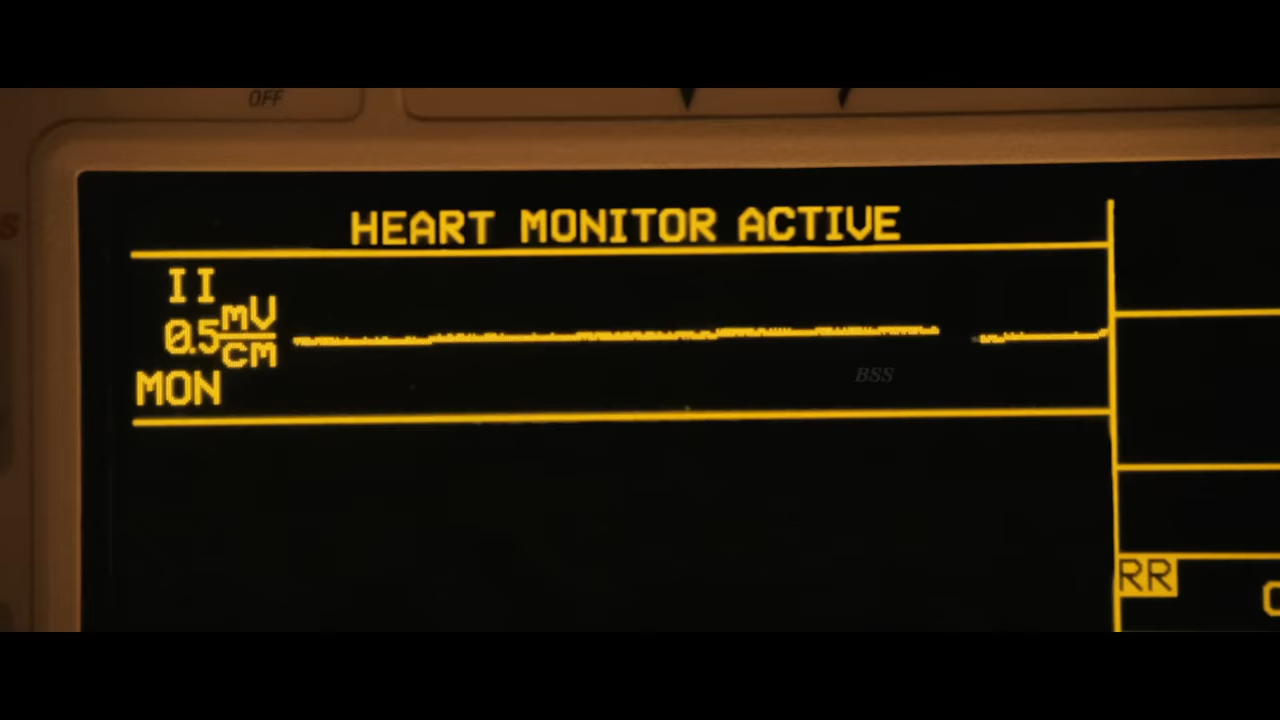 OFF
S
HEART MONITOR ACTIVE
II
0.5 mV/cm
MON
BSS
RR